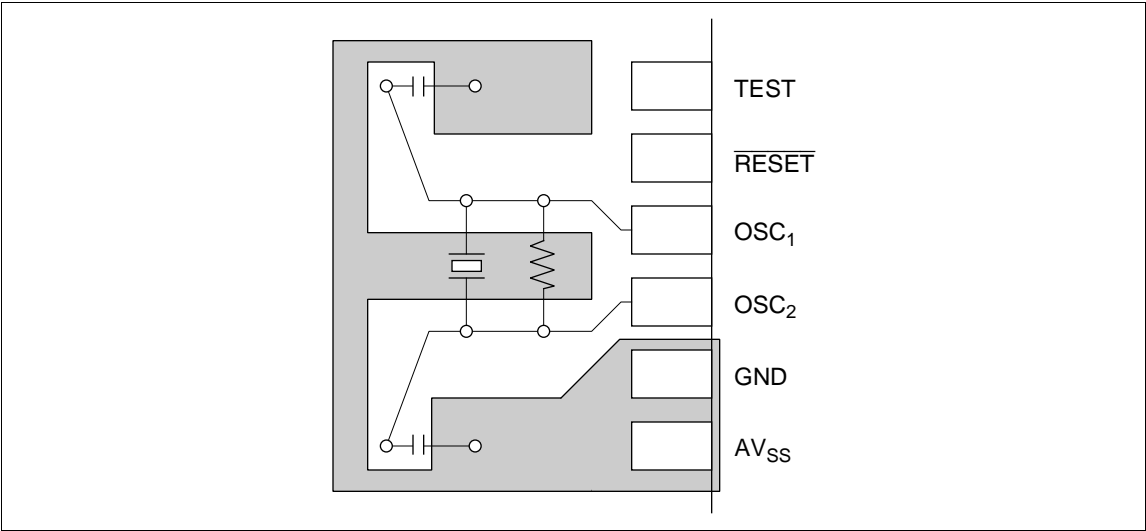 TEST
RESET
OSC1
OSC2
GND
AVSS